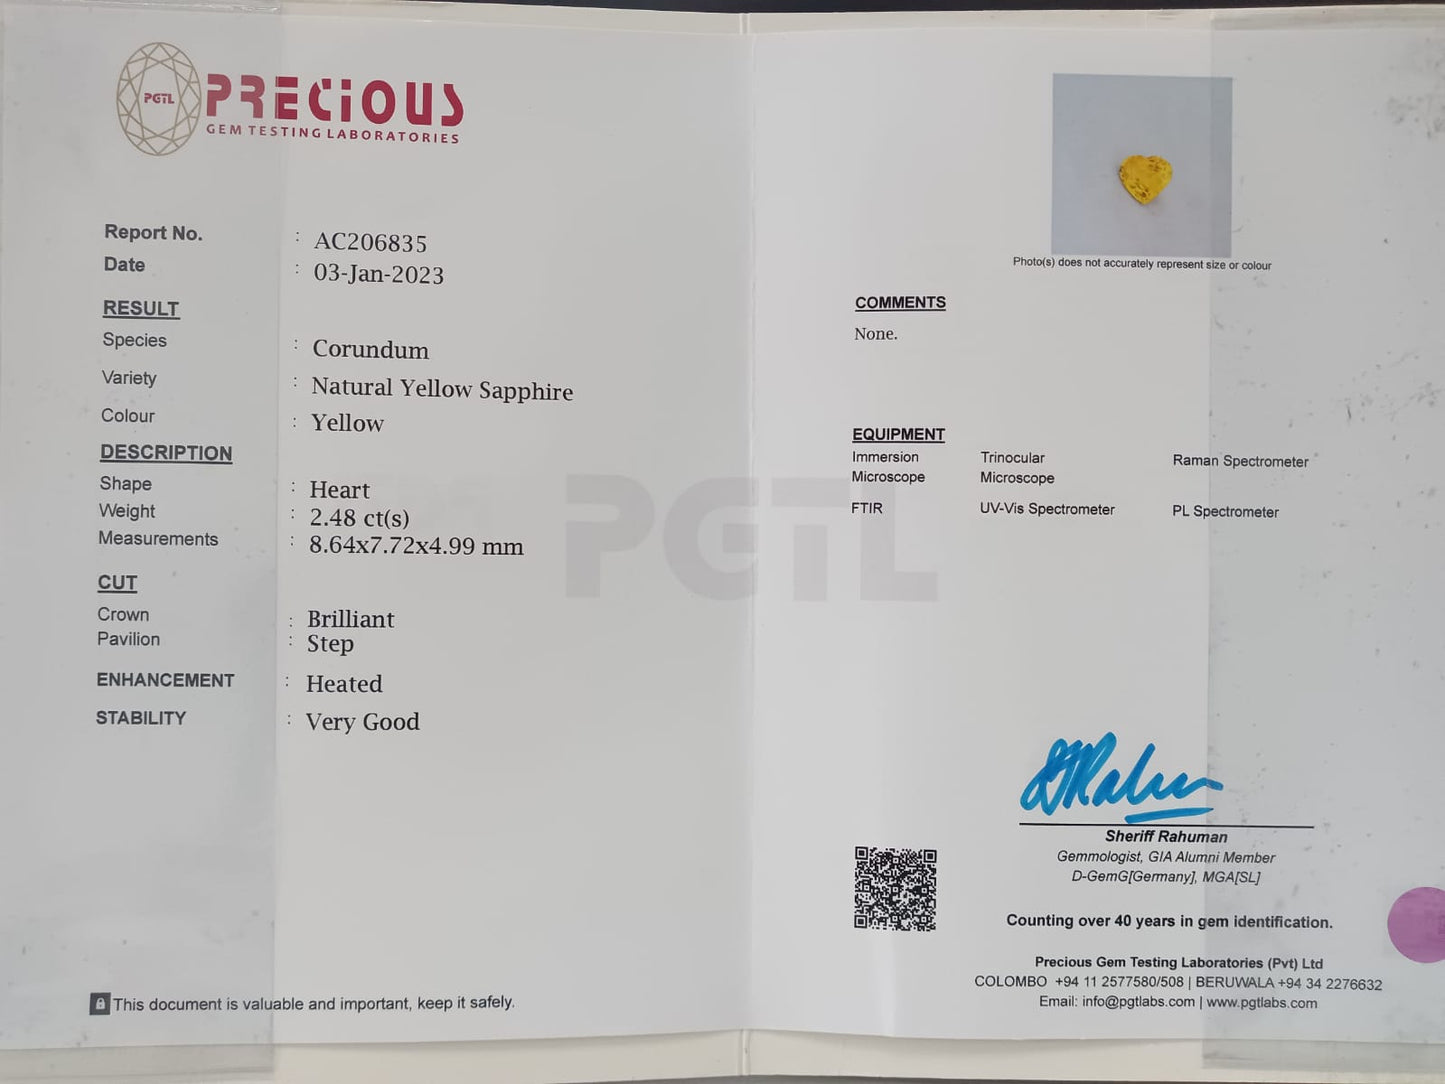 PGTL
PRECIOUS
GEM TESTING LABORATORIES
Report No. : AC206835
Date : 03-Jan-2023
RESULT
Species : Corundum
Variety : Natural Yellow Sapphire
Colour : Yellow
DESCRIPTION
Shape : Heart
Weight : 2.48 ct(s)
Measurements : 8.64x7.72x4.99 mm
CUT
Crown : Brilliant
Pavilion : Step
ENHANCEMENT : Heated
STABILITY : Very Good
This document is valuable and important, keep it safely.
PGTL
Photo(s) does not accurately represent size or colour
COMMENTS
None.
EQUIPMENT
Immersion Microscope
Trinocular Microscope
Raman Spectrometer
FTIR
UV-Vis Spectrometer
PL Spectrometer
Sheriff Rahuman
Gemmologist, GIA Alumni Member
D-GemG[Germany], MGA[SL]
Counting over 40 years in gem identification.
Precious Gem Testing Laboratories (Pvt) Ltd
COLOMBO +94 11 2577580/508 | BERUWALA +94 34 2276632
Email: info@pgtlabs.com | www.pgtlabs.com